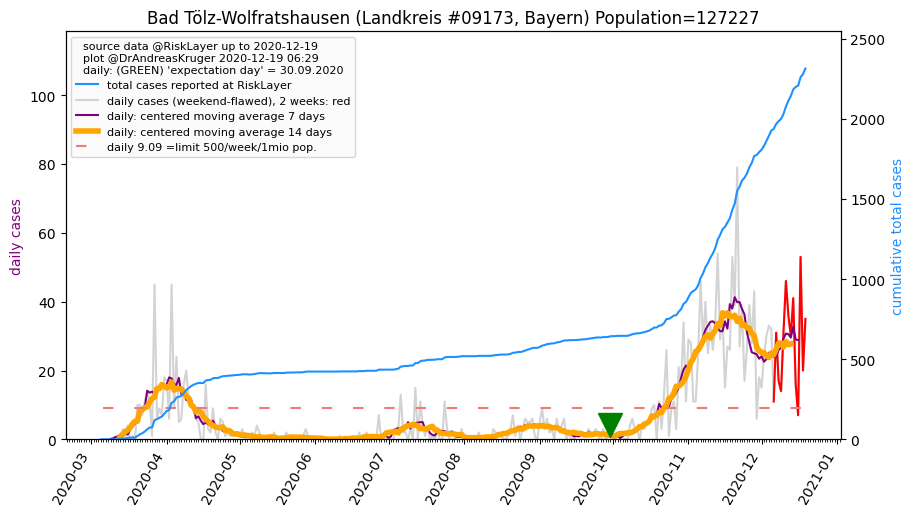 Bad Tölz-Wolfratshausen (Landkreis #09173, Bayern) Population=127227
source data @RiskLayer up to 2020-12-19
plot @DrAndreasKruger 2020-12-19 06:29
daily: (GREEN) 'expectation day' = 30.09.2020
total cases reported at RiskLayer
daily cases (weekend-flawed), 2 weeks: red
daily: centered moving average 7 days
daily: centered moving average 14 days
daily 9.09 =limit 500/week/1mio pop.
daily cases
100
80
60
40
20
0
cumulative total cases
2500
2000
1500
1000
500
0
2020-03
2020-04
2020-05
2020-06
2020-07
2020-08
2020-09
2020-10
2020-11
2020-12
2021-01